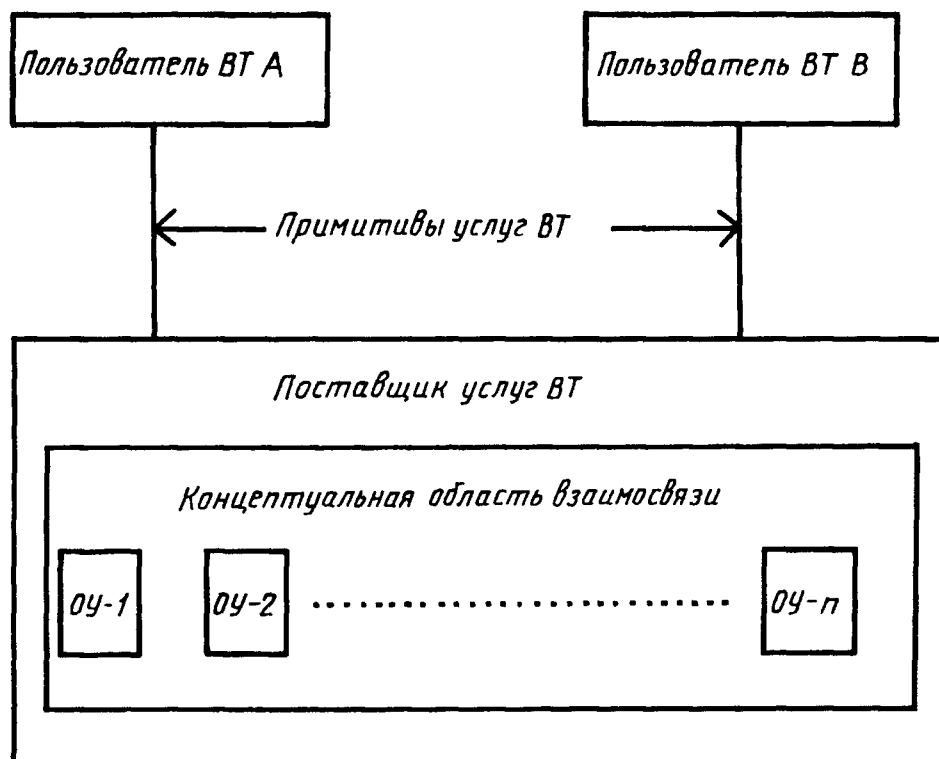 Пользователь ВТ А
Пользователь ВТ В
Примитивы услуг ВТ
Поставщик услуг ВТ
Концептуальная область взаимосвязи
ОУ-1
ОУ-2
ОУ-п